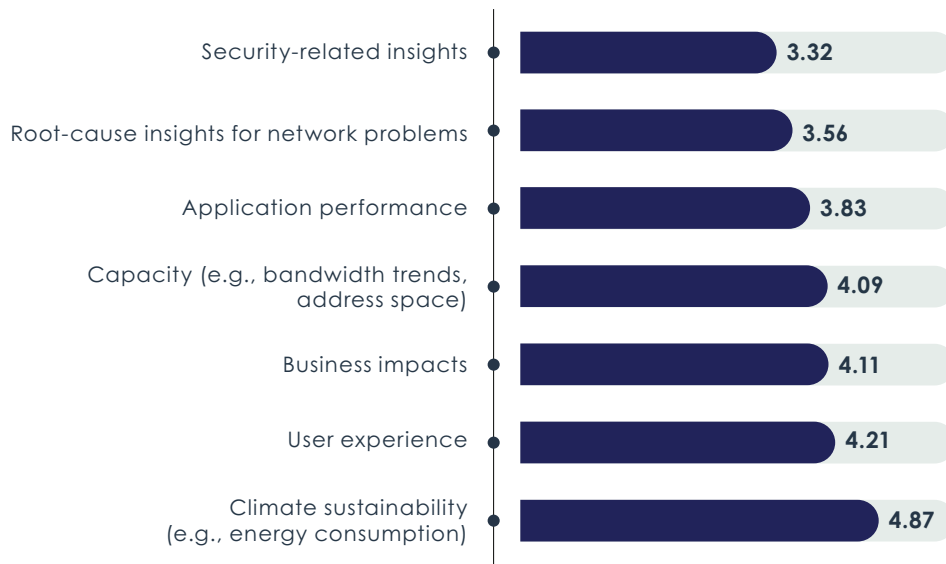 Security-related insights
3.32
Root-cause insights for network problems
3.56
Application performance
3.83
Capacity (e.g., bandwidth trends,
address space)
4.09
Business impacts
4.11
User experience
4.21
Climate sustainability
(e.g., energy consumption)
4.87